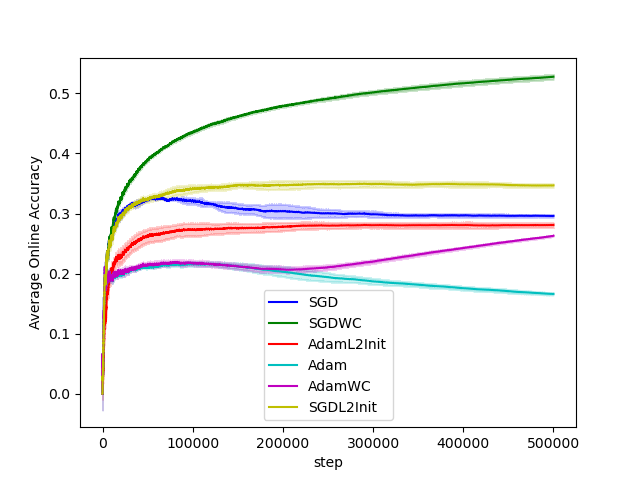 0.5
0.4
0.3
0.2
0.1
0.0
Average Online Accuracy
SGD
SGDWC
AdamL2Init
Adam
AdamWC
SGDL2Init
0 100000 200000 300000 400000 500000
step